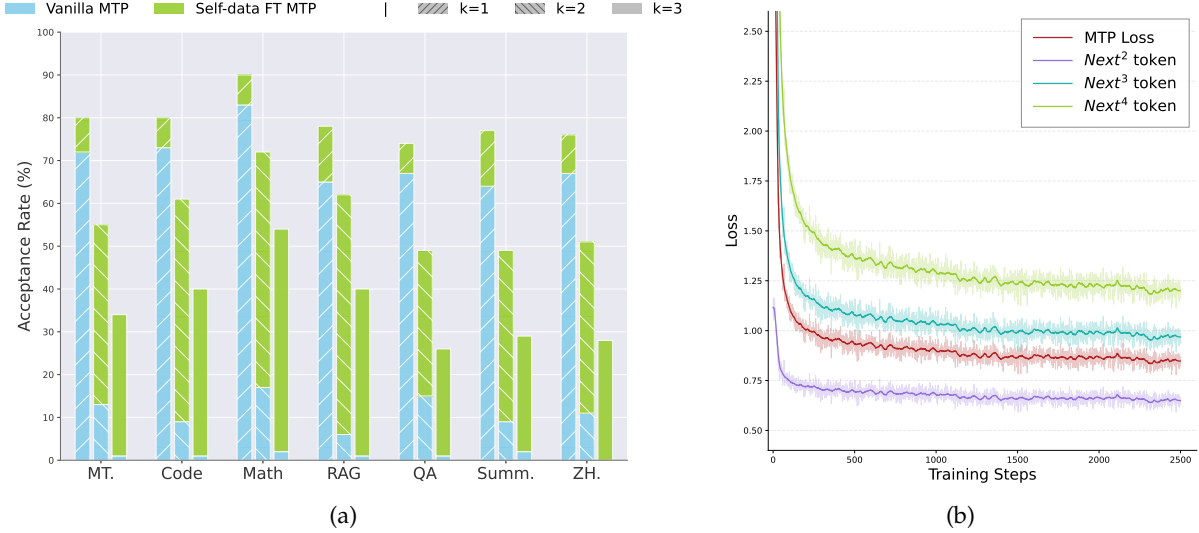 Vanilla MTP Self-data FT MTP | k=1 k=2 k=3
100
90
80
70
60
50
40
30
20
10
0
Acceptance Rate (%)
MT. Code Math RAG QA Summ. ZH.
(a)
MTP Loss
Next² token
Next³ token
Next⁴ token
2.50
2.25
2.00
1.75
1.50
1.25
1.00
0.75
0.50
Loss
0 500 1000 1500 2000 2500
Training Steps
(b)